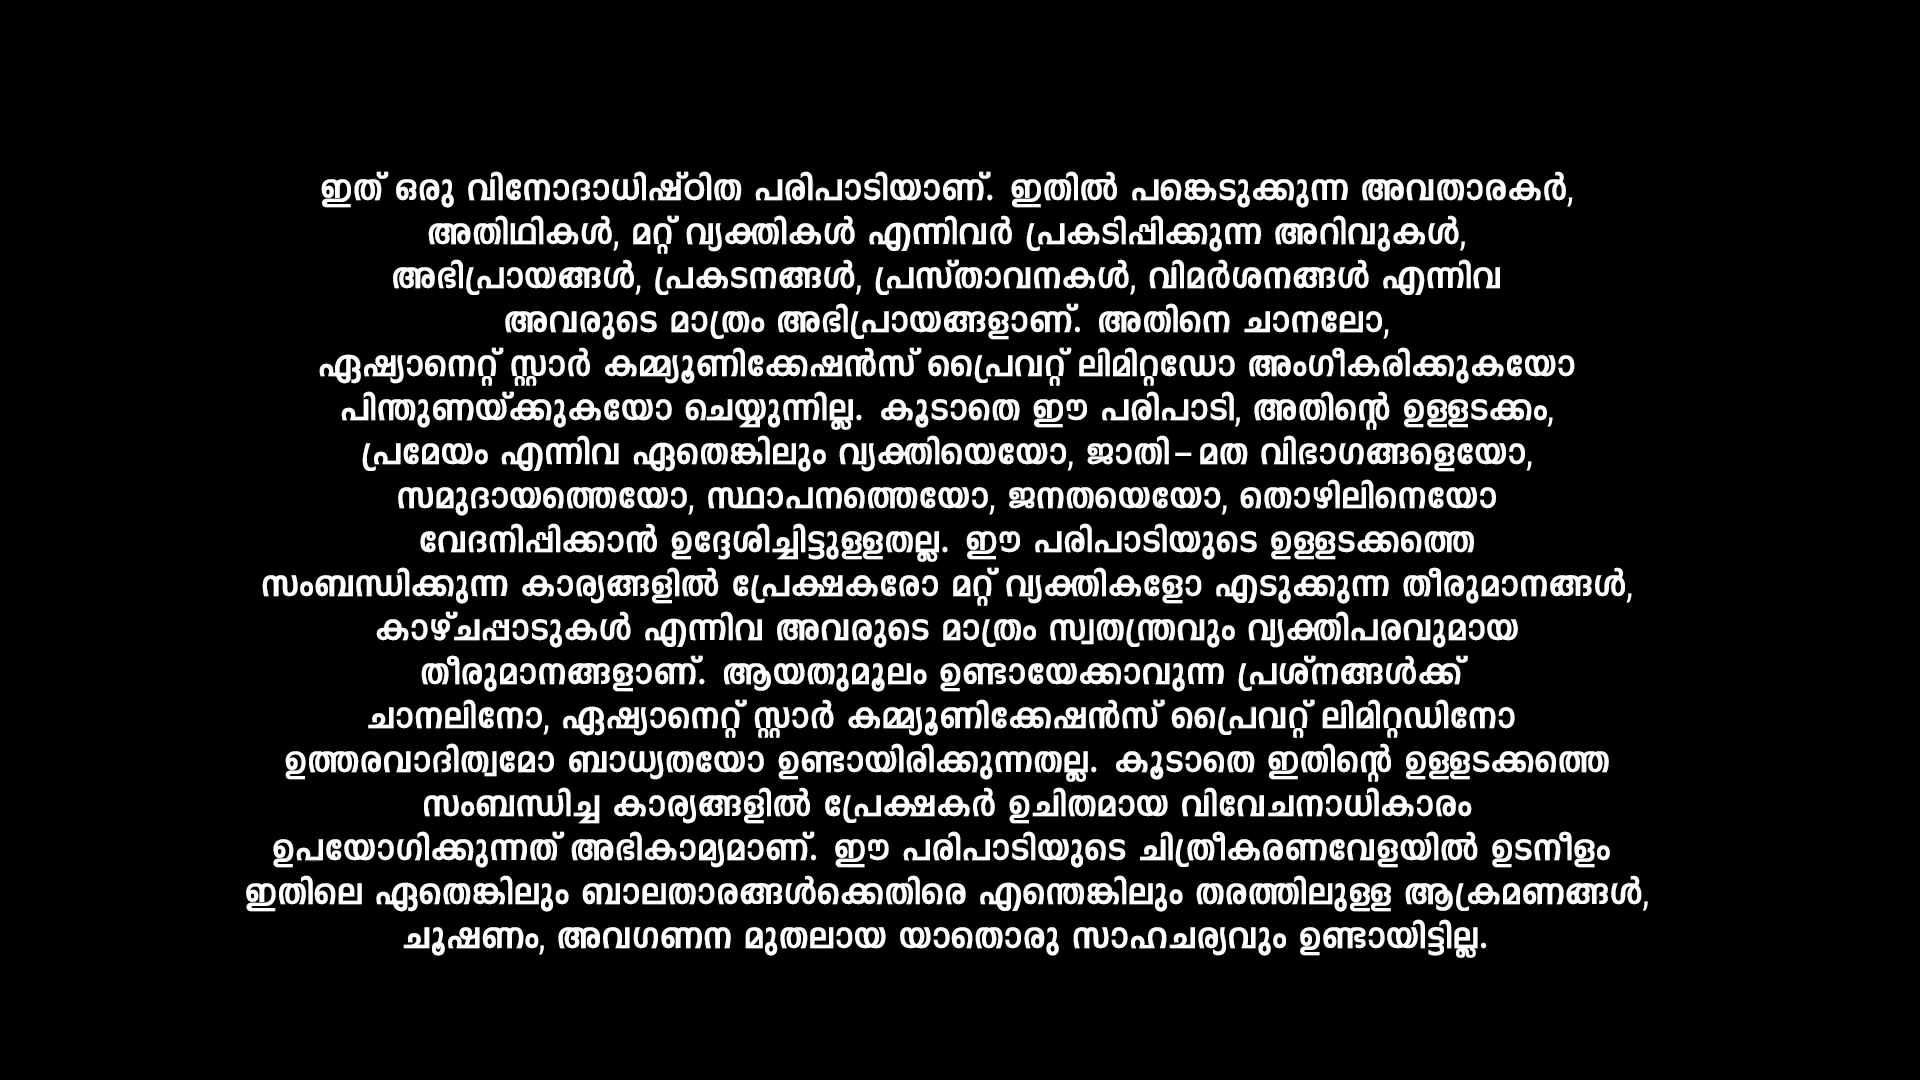 ഇത് ഒരു വിനോദാധിഷ്ഠിത പരിപാടിയാണ്. ഇതിൽ പങ്കെടുക്കുന്ന അവതാരകർ,
അതിഥികൾ, മറ്റ് വ്യക്തികൾ എന്നിവർ പ്രകടിപ്പിക്കുന്ന അറിവുകൾ,
അഭിപ്രായങ്ങൾ, പ്രകടനങ്ങൾ, പ്രസ്താവനകൾ, വിമർശനങ്ങൾ എന്നിവ
അവരുടെ മാത്രം അഭിപ്രായങ്ങളാണ്. അതിനെ ചാനലോ,
ഏഷ്യാനെറ്റ് സ്റ്റാർ കമ്മ്യൂണിക്കേഷൻസ് പ്രൈവറ്റ് ലിമിറ്റഡോ അംഗീകരിക്കുകയോ
പിന്തുണയ്ക്കുകയോ ചെയ്യുന്നില്ല. കൂടാതെ ഈ പരിപാടി, അതിന്റെ ഉള്ളടക്കം,
പ്രമേയം എന്നിവ ഏതെങ്കിലും വ്യക്തിയെയോ, ജാതി – മത വിഭാഗങ്ങളെയോ,
സമുദായത്തെയോ, സ്ഥാപനത്തെയോ, ജനതയെയോ, തൊഴിലിനെയോ
വേദനിപ്പിക്കാൻ ഉദ്ദേശിച്ചിട്ടുള്ളതല്ല. ഈ പരിപാടിയുടെ ഉള്ളടക്കത്തെ
സംബന്ധിക്കുന്ന കാര്യങ്ങളിൽ പ്രേക്ഷകരോ മറ്റ് വ്യക്തികളോ എടുക്കുന്ന തീരുമാനങ്ങൾ,
കാഴ്ചപ്പാടുകൾ എന്നിവ അവരുടെ മാത്രം സ്വതന്ത്രവും വ്യക്തിപരവുമായ
തീരുമാനങ്ങളാണ്. ആയതുമൂലം ഉണ്ടായേക്കാവുന്ന പ്രശ്നങ്ങൾക്ക്
ചാനലിനോ, ഏഷ്യാനെറ്റ് സ്റ്റാർ കമ്മ്യൂണിക്കേഷൻസ് പ്രൈവറ്റ് ലിമിറ്റഡിനോ
ഉത്തരവാദിത്വമോ ബാധ്യതയോ ഉണ്ടായിരിക്കുന്നതല്ല. കൂടാതെ ഇതിന്റെ ഉള്ളടക്കത്തെ
സംബന്ധിച്ച കാര്യങ്ങളിൽ പ്രേക്ഷകർ ഉചിതമായ വിവേചനാധികാരം
ഉപയോഗിക്കുന്നത് അഭികാമ്യമാണ്. ഈ പരിപാടിയുടെ ചിത്രീകരണവേളയിൽ ഉടനീളം
ഇതിലെ ഏതെങ്കിലും ബാലതാരങ്ങൾക്കെതിരെ എന്തെങ്കിലും തരത്തിലുള്ള ആക്രമണങ്ങൾ,
ചൂഷണം, അവഗണന മുതലായ യാതൊരു സാഹചര്യവും ഉണ്ടായിട്ടില്ല.